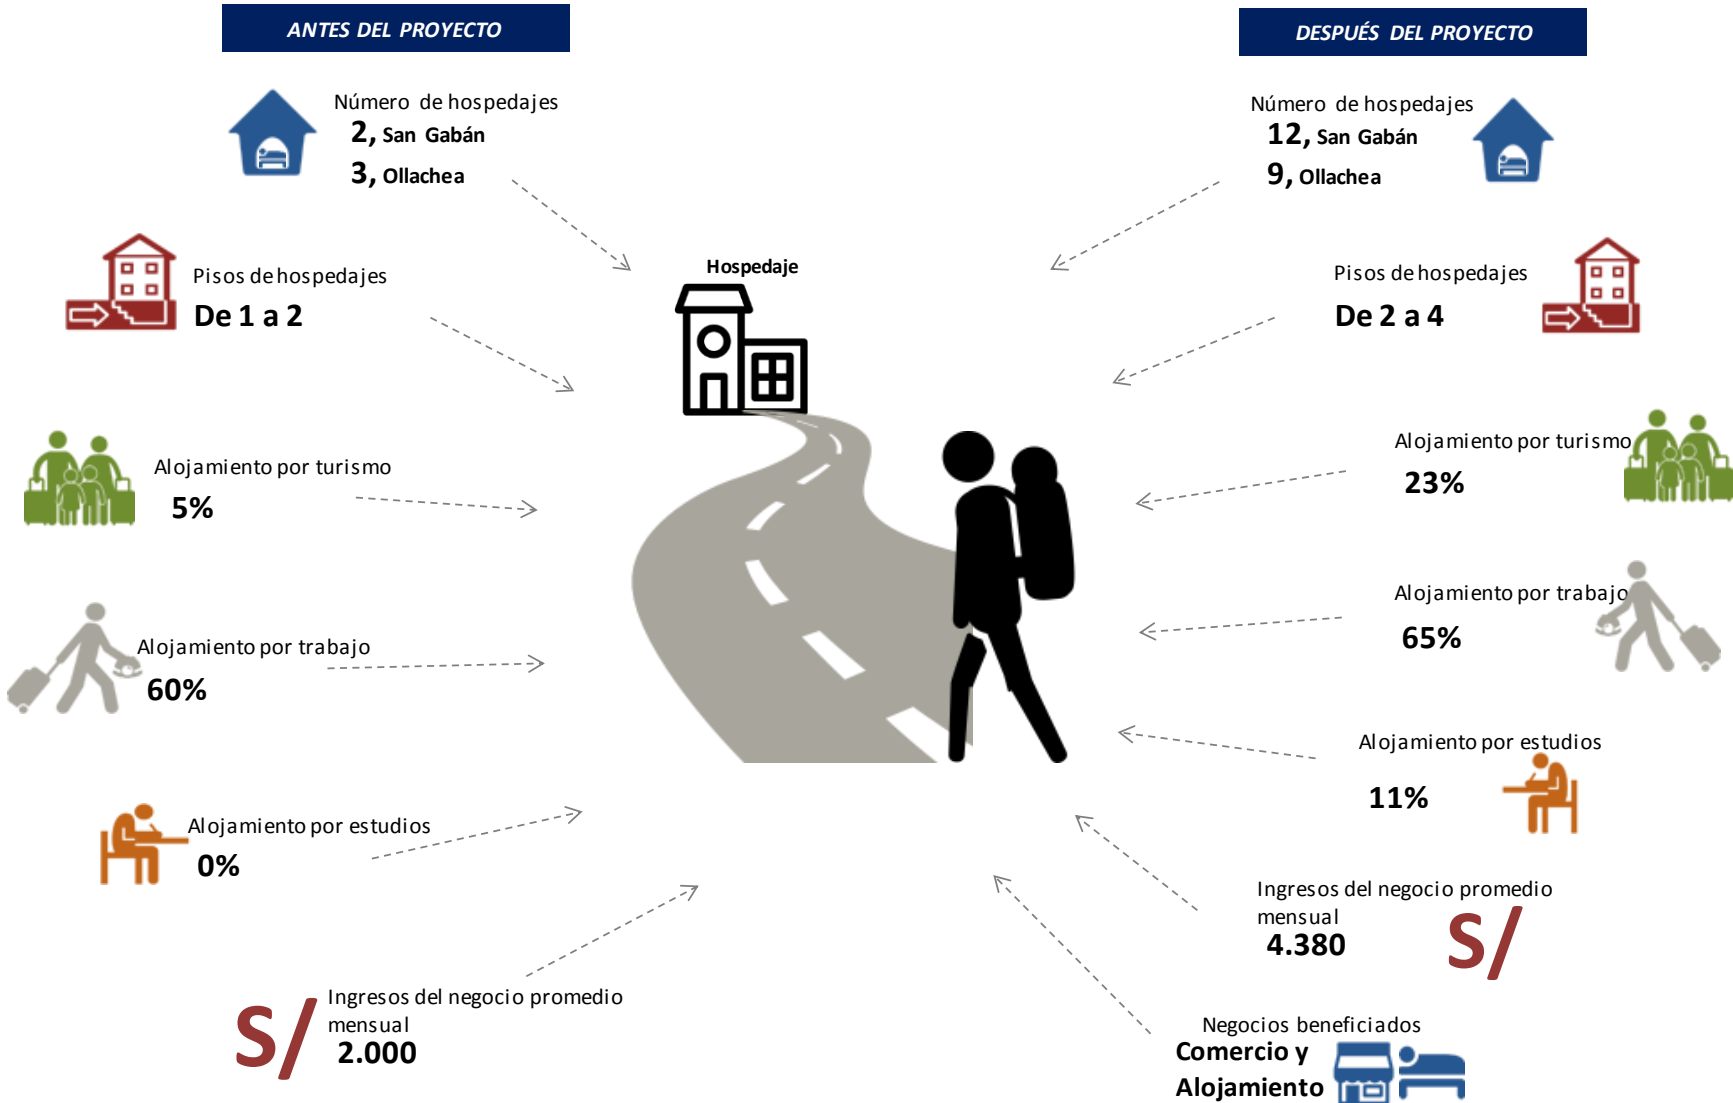 ANTES DEL PROYECTO
Número de hospedajes
2, San Gabán
3, Ollachea
Pisos de hospedajes
De 1 a 2
Alojamiento por turismo
5%
Alojamiento por trabajo
60%
Alojamiento por estudios
0%
S/
Ingresos del negocio promedio
mensual
2.000
Hospedaje
DESPUÉS DEL PROYECTO
Número de hospedajes
12, San Gabán
9, Ollachea
Pisos de hospedajes
De 2 a 4
Alojamiento por turismo
23%
Alojamiento por trabajo
65%
Alojamiento por estudios
11%
Ingresos del negocio promedio
mensual
4.380
S/
Negocios beneficiados
Comercio y
Alojamiento